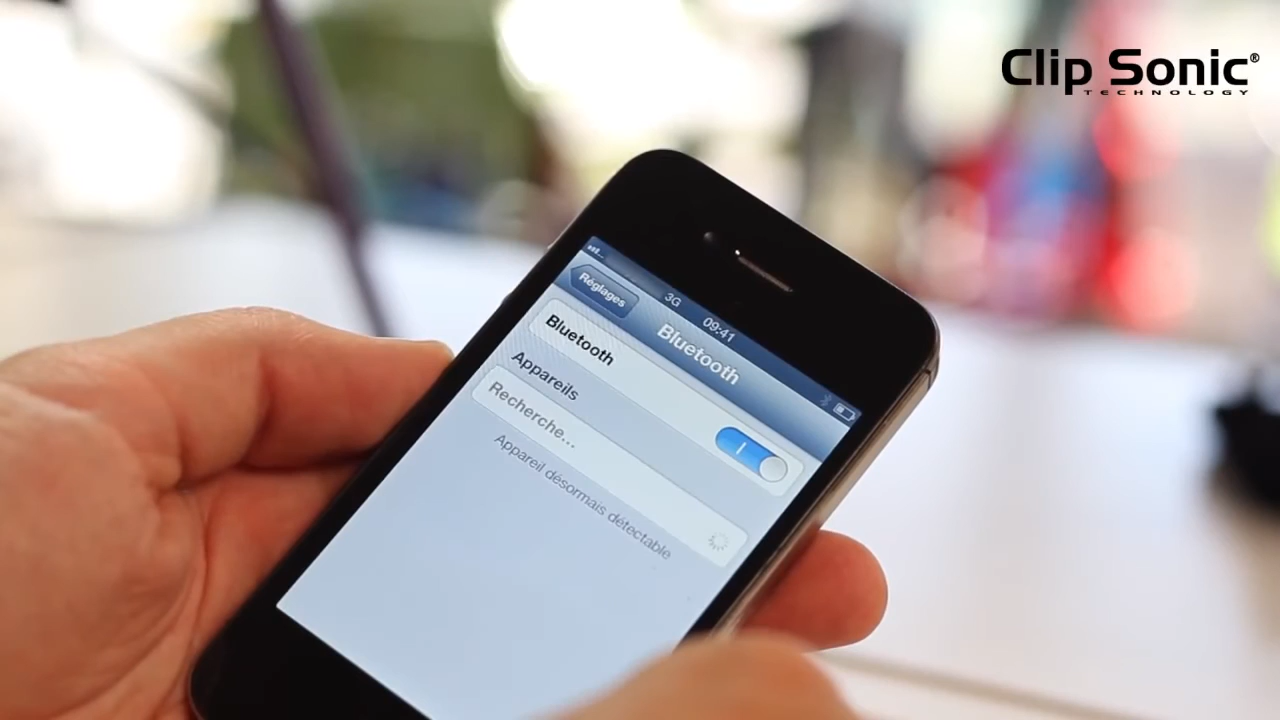 Clip Sonic®
TECHNOLOGY
3G
09:41
Réglages
Bluetooth
Bluetooth
Appareils
Recherche...
Appareil désormais détectable